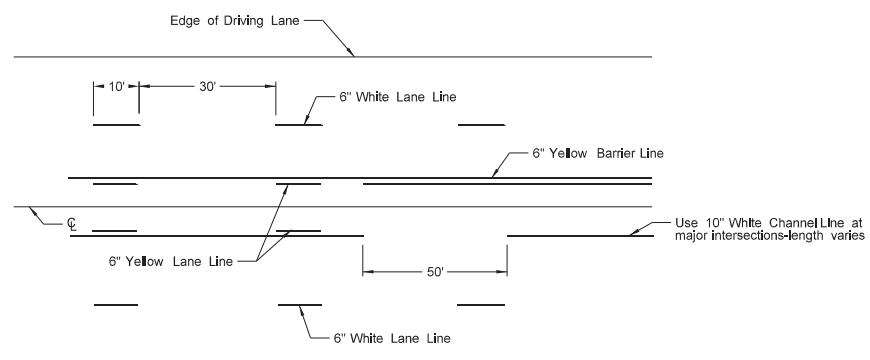 Edge of Driving Lane
10'
30'
6" White Lane Line
6" Yellow Barrier Line
℄
Use 10" White Channel Line at
major intersections-length varies
6" Yellow Lane Line
50'
6" White Lane Line